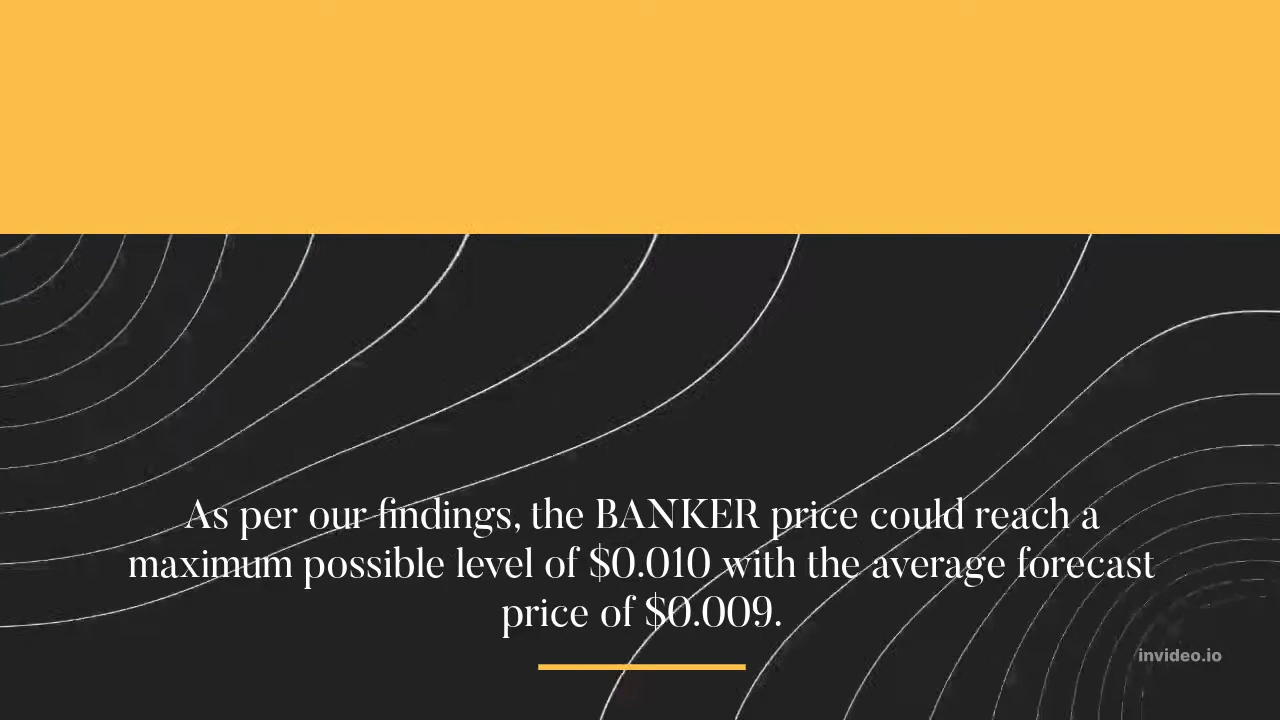 As per our findings, the BANKER price could reach a
maximum possible level of $0.010 with the average forecast
price of $0.009.
invideo.io